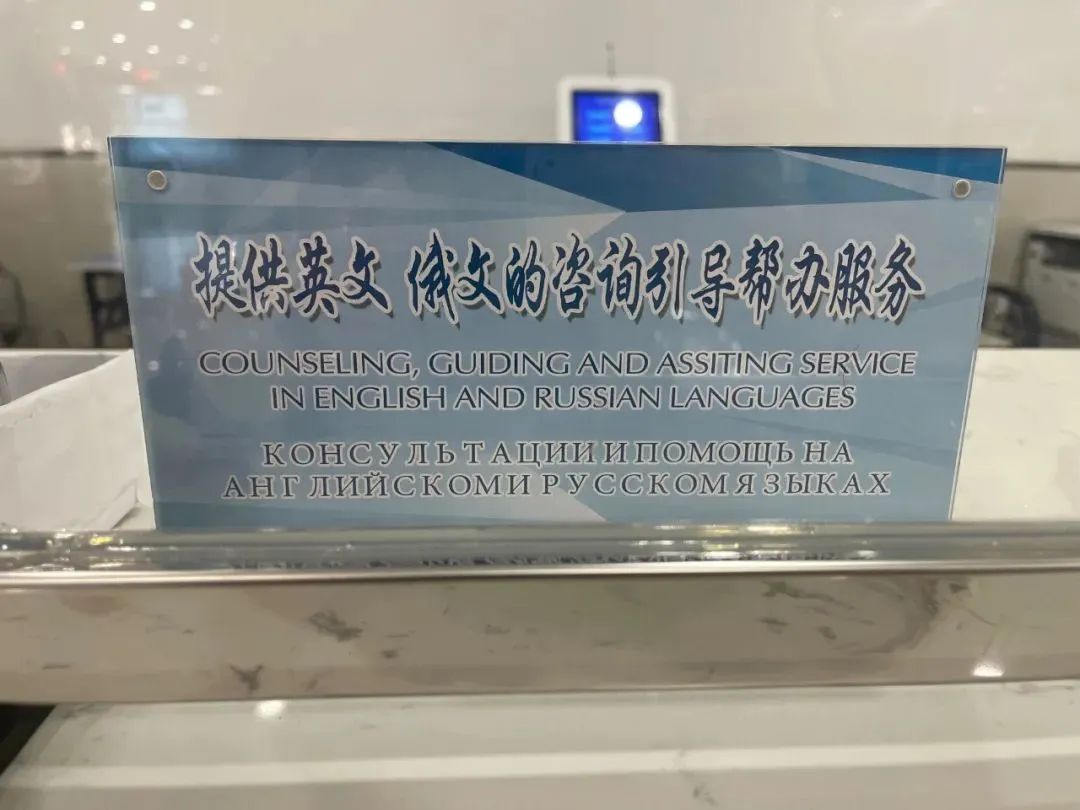 提供英文 俄文的咨询引导帮办服务
COUNSELING, GUIDING AND ASSITING SERVICE
IN ENGLISH AND RUSSIAN LANGUAGES
КОНСУЛЬТАЦИИ И ПОМОЩЬ НА
АНГЛИЙСКОМ И РУССКОМ ЯЗЫКАХ